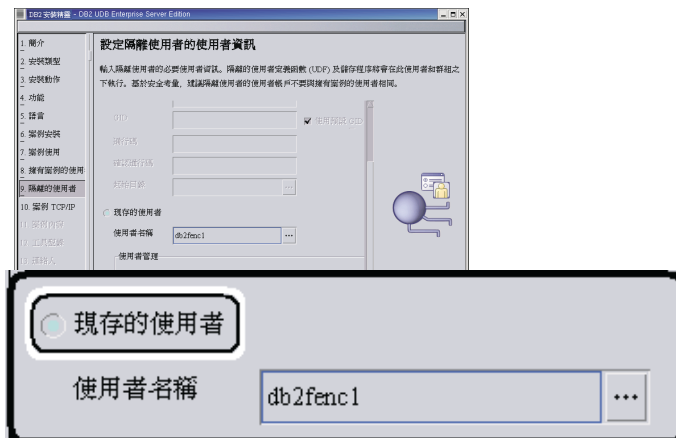 DB2 安裝精靈 - DB2 UDB Enterprise Server Edition
1. 簡介
2. 安裝類型
3. 安裝動作
4. 功能
5. 語言
6. 案例安裝
7. 案例使用
8. 擁有案例的使用
9. 隔離的使用者
10. 案例 TCP/IP
設定隔離使用者的使用者資訊
輸入隔離使用者的必要使用者資訊。隔離的使用者定義函數 (UDF) 及儲存程序將會在此使用者和群組之
下執行。基於安全考量，建議隔離使用者的使用者帳戶不要與擁有案例的使用者相同。
UID
使用預設 UID
通行碼
確認通行碼
起始目錄
...
現存的使用者
使用者名稱
db2fenc1
...
使用者管理
現存的使用者
使用者名稱
db2fenc1
...